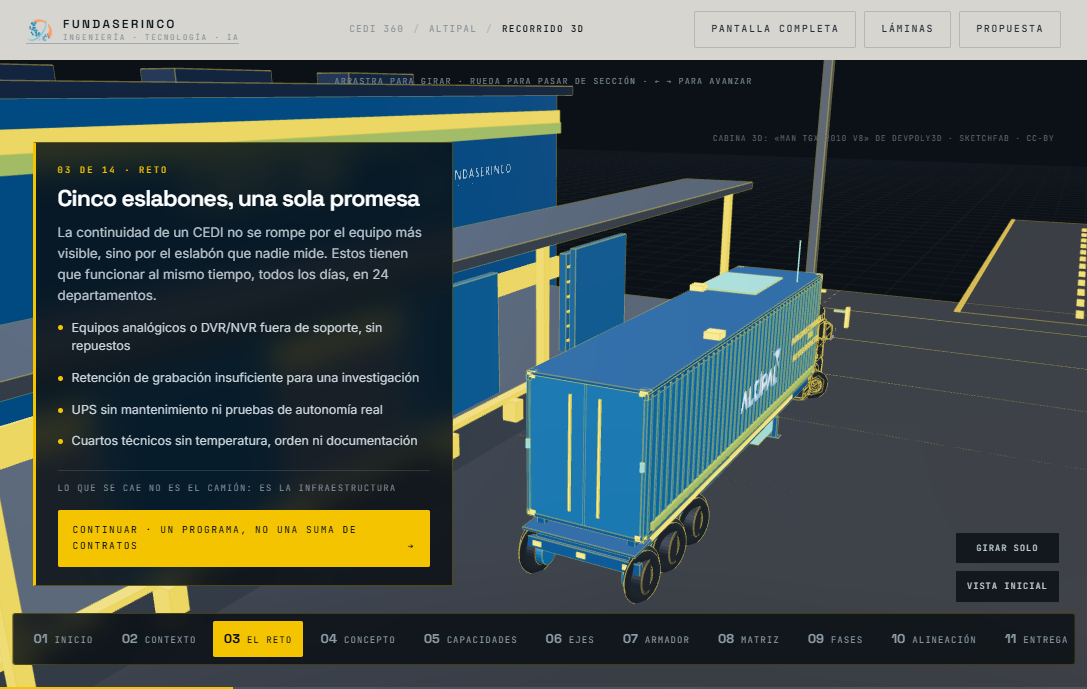 FUNDASERINCO
INGENIERÍA · TECNOLOGÍA · IA
CEDI 360 / ALTIPAL / RECORRIDO 3D
PANTALLA COMPLETA
LÁMINAS
PROPUESTA
ARRASTRA PARA GIRAR · RUEDA PARA PASAR DE SECCIÓN · ← → PARA AVANZAR
CABINA 3D: «MAN TGX 2010 V8» DE DEVPOLY3D · SKETCHFAB · CC-BY
NDASERINCO
03 DE 14 · RETO
Cinco eslabones, una sola promesa
La continuidad de un CEDI no se rompe por el equipo más
visible, sino por el eslabón que nadie mide. Estos tienen
que funcionar al mismo tiempo, todos los días, en 24
departamentos.
Equipos analógicos o DVR/NVR fuera de soporte, sin
repuestos
Retención de grabación insuficiente para una investigación
UPS sin mantenimiento ni pruebas de autonomía real
Cuartos técnicos sin temperatura, orden ni documentación
LO QUE SE CAE NO ES EL CAMIÓN: ES LA INFRAESTRUCTURA
CONTINUAR · UN PROGRAMA, NO UNA SUMA DE
CONTRATOS →
GIRAR SOLO
VISTA INICIAL
01 INICIO
02 CONTEXTO
03 EL RETO
04 CONCEPTO
05 CAPACIDADES
06 EJES
07 ARMADOR
08 MATRIZ
09 FASES
10 ALINEACIÓN
11 ENTREGA